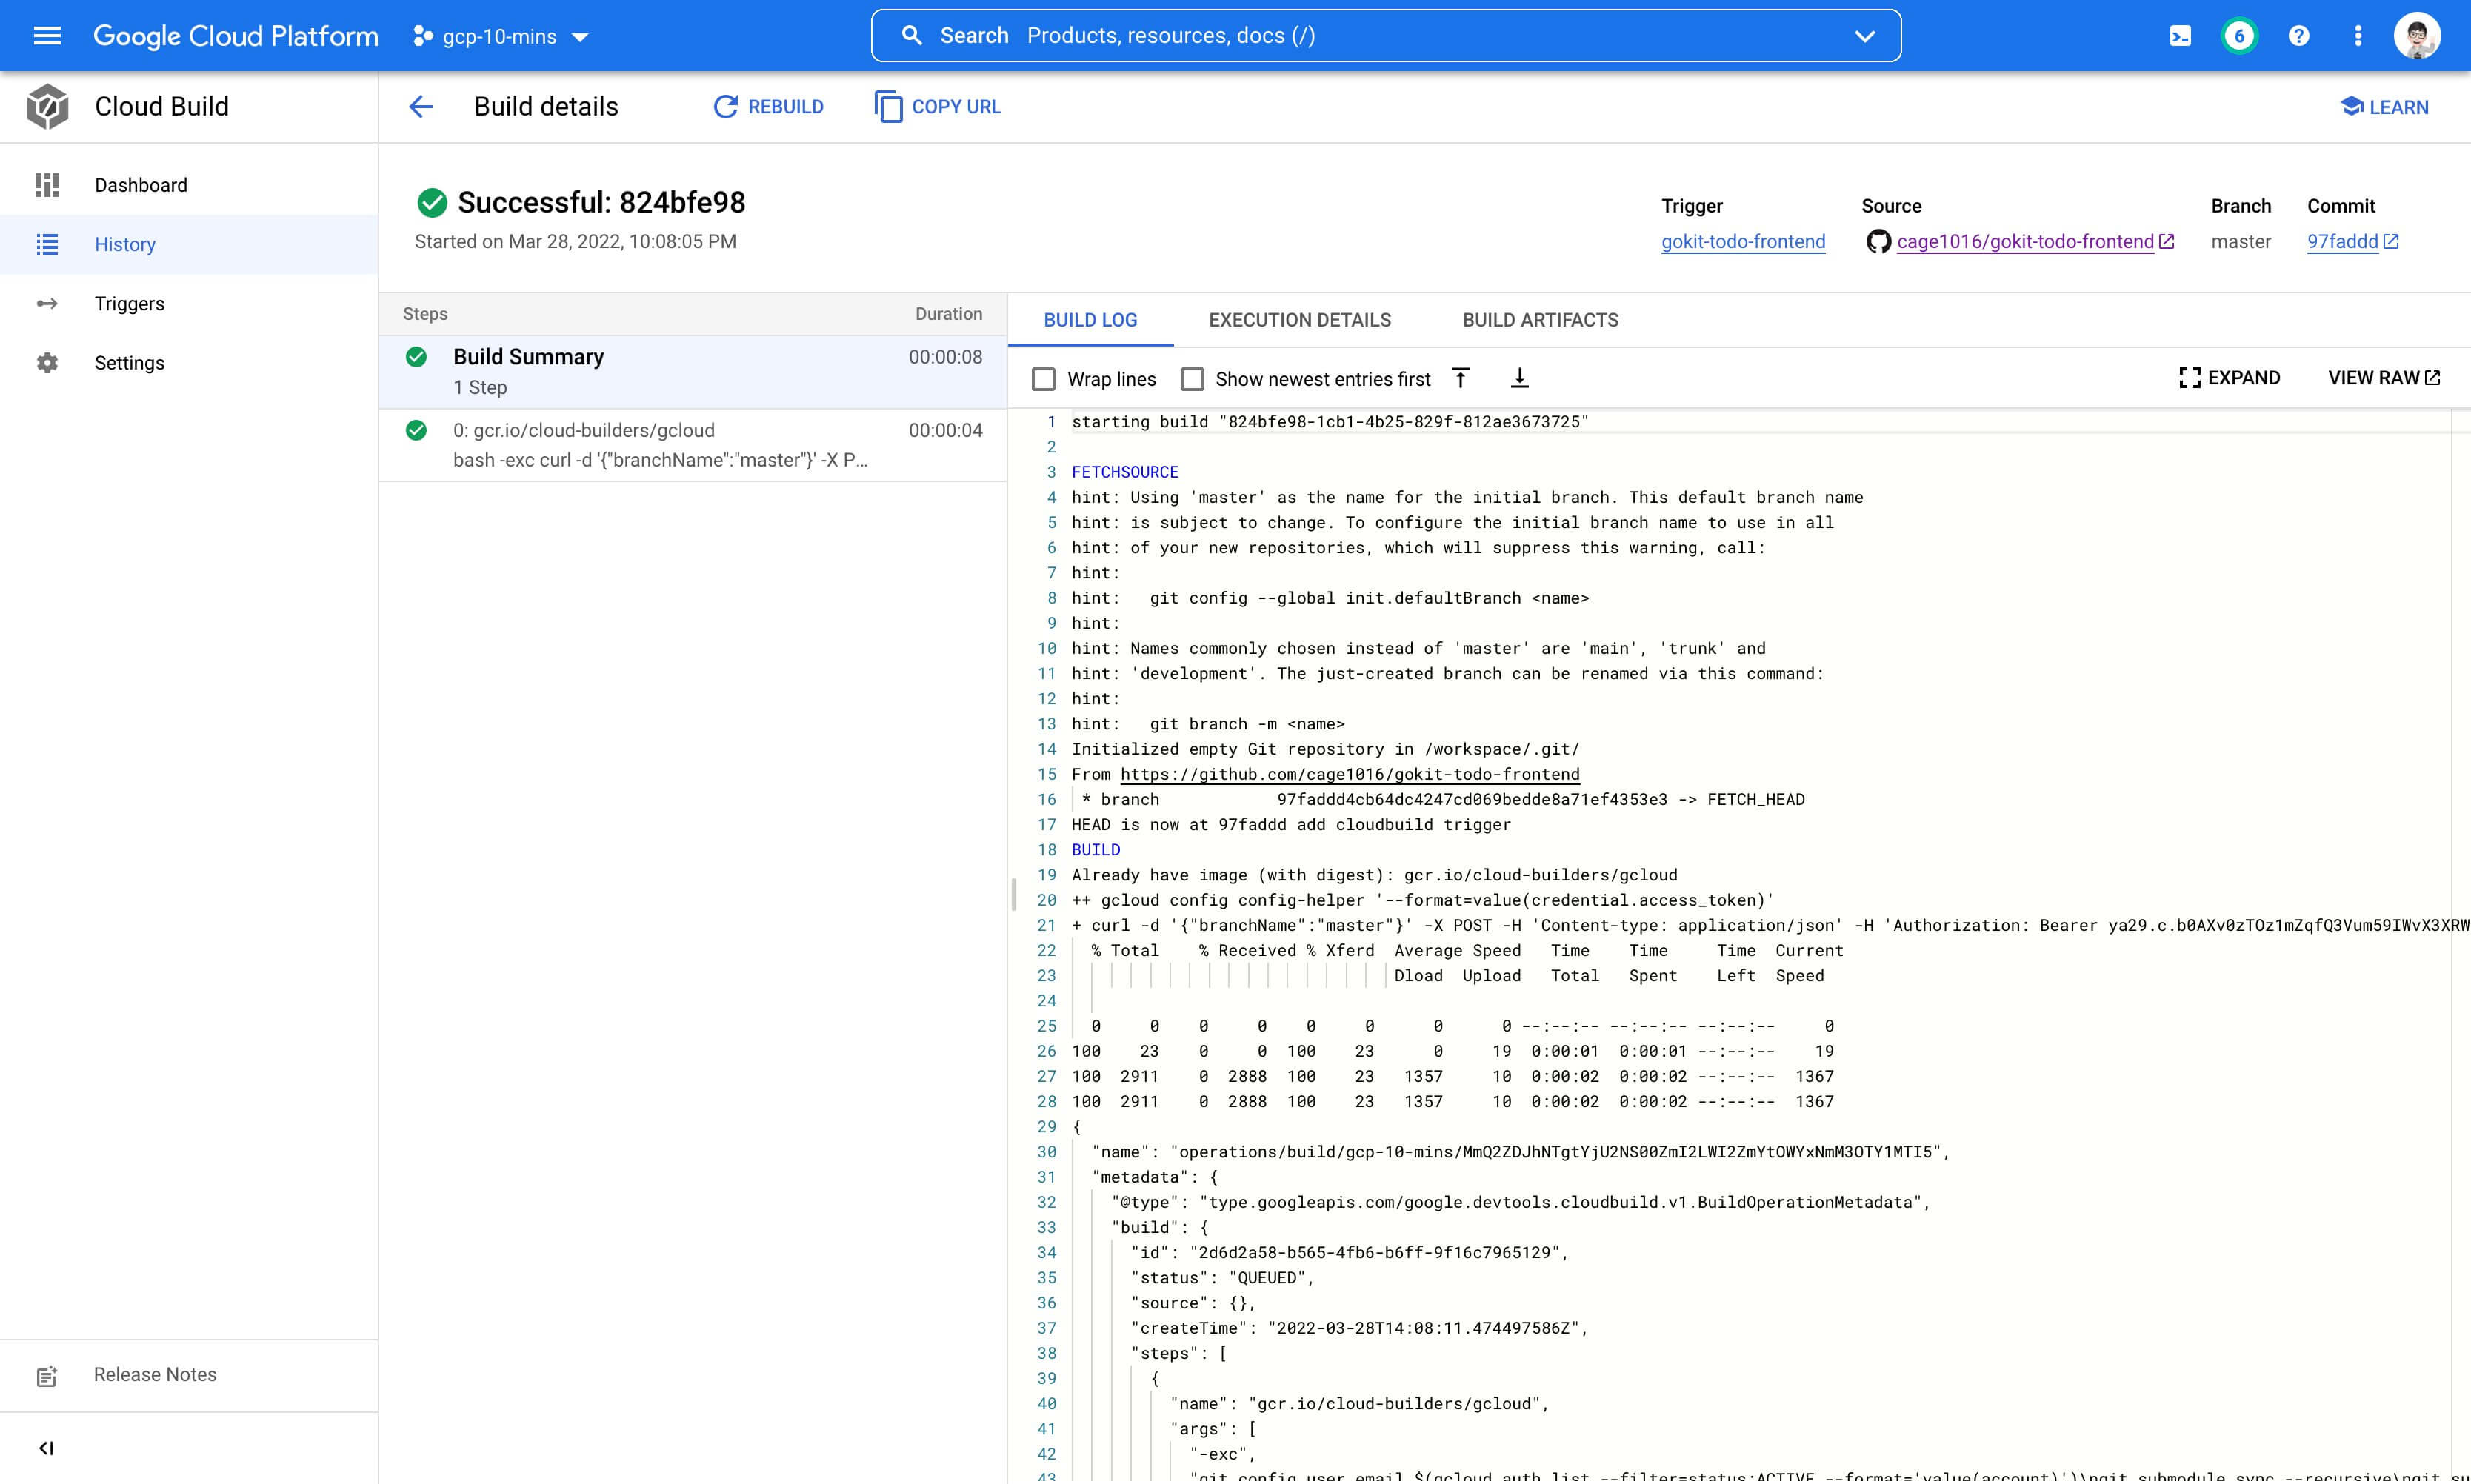 Google Cloud Platform
gcp-10-mins
Search Products, resources, docs (/)
6
Cloud Build
Build details
REBUILD
COPY URL
LEARN
Dashboard
History
Triggers
Settings
Release Notes
Successful: 824bfe98
Started on Mar 28, 2022, 10:08:05 PM
Trigger
gokit-todo-frontend
Source
cage1016/gokit-todo-frontend
Branch
master
Commit
97faddd
Steps Duration
Build Summary 00:00:08
1 Step
0: gcr.io/cloud-builders/gcloud 00:00:04
bash -exc curl -d '{"branchName":"master"}' -X P...
BUILD LOG EXECUTION DETAILS BUILD ARTIFACTS
Wrap lines Show newest entries first EXPAND VIEW RAW
1 starting build "824bfe98-1cb1-4b25-829f-812ae3673725"
2
3 FETCHSOURCE
4 hint: Using 'master' as the name for the initial branch. This default branch name
5 hint: is subject to change. To configure the initial branch name to use in all
6 hint: of your new repositories, which will suppress this warning, call:
7 hint:
8 hint:   git config --global init.defaultBranch <name>
9 hint:
10 hint: Names commonly chosen instead of 'master' are 'main', 'trunk' and
11 hint: 'development'. The just-created branch can be renamed via this command:
12 hint:
13 hint:   git branch -m <name>
14 Initialized empty Git repository in /workspace/.git/
15 From https://github.com/cage1016/gokit-todo-frontend
16  * branch            97faddd4cb64dc4247cd069bedde8a71ef4353e3 -> FETCH_HEAD
17 HEAD is now at 97faddd add cloudbuild trigger
18 BUILD
19 Already have image (with digest): gcr.io/cloud-builders/gcloud
20 ++ gcloud config config-helper '--format=value(credential.access_token)'
21 + curl -d '{"branchName":"master"}' -X POST -H 'Content-type: application/json' -H 'Authorization: Bearer ya29.c.b0AXv0zTOz1mZqfQ3Vum59IWvX3XRW
22   % Total    % Received % Xferd  Average Speed   Time    Time     Time  Current
23                                  Dload  Upload   Total   Spent    Left  Speed
24
25   0     0    0     0    0     0      0      0 --:--:-- --:--:-- --:--:--     0
26 100    23    0     0  100    23      0     19  0:00:01  0:00:01 --:--:--    19
27 100  2911    0  2888  100    23   1357     10  0:00:02  0:00:02 --:--:--  1367
28 100  2911    0  2888  100    23   1357     10  0:00:02  0:00:02 --:--:--  1367
29 {
30   "name": "operations/build/gcp-10-mins/MmQ2ZDJhNTgtYjU2NS00ZmI2LWI2ZmYtOWYxNmM3OTY1MTI5",
31   "metadata": {
32     "@type": "type.googleapis.com/google.devtools.cloudbuild.v1.BuildOperationMetadata",
33     "build": {
34       "id": "2d6d2a58-b565-4fb6-b6ff-9f16c7965129",
35       "status": "QUEUED",
36       "source": {},
37       "createTime": "2022-03-28T14:08:11.474497586Z",
38       "steps": [
39         {
40           "name": "gcr.io/cloud-builders/gcloud",
41           "args": [
42             "-exc",
43             "git config user.email $(gcloud auth list --filter=status:ACTIVE --format='value(account)')\ngit submodule sync --recursive\ngit su